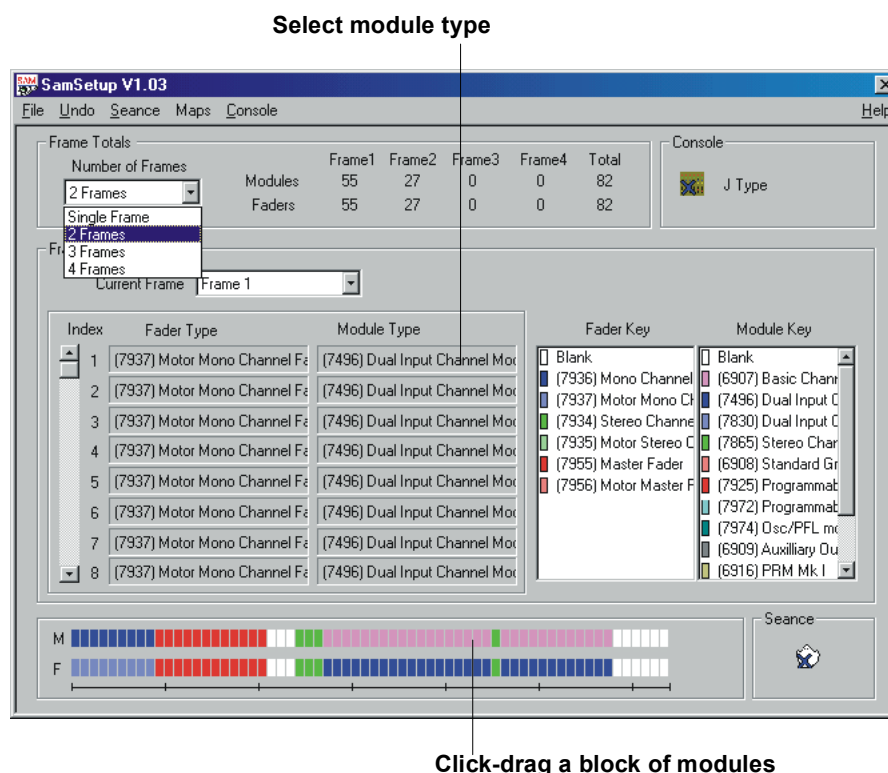 Select module type
SAM
SamSetup V1.03
File Undo Seance Maps Console Help
Frame Totals
Number of Frames
2 Frames
Single Frame
2 Frames
3 Frames
4 Frames
Frame1 Frame2 Frame3 Frame4 Total
Modules 55 27 0 0 82
Faders 55 27 0 0 82
Console
J Type
Current Frame Frame 1
Index Fader Type Module Type
1 (7937) Motor Mono Channel Fa (7496) Dual Input Channel Mod
2 (7937) Motor Mono Channel Fa (7496) Dual Input Channel Mod
3 (7937) Motor Mono Channel Fa (7496) Dual Input Channel Mod
4 (7937) Motor Mono Channel Fa (7496) Dual Input Channel Mod
5 (7937) Motor Mono Channel Fa (7496) Dual Input Channel Mod
6 (7937) Motor Mono Channel Fa (7496) Dual Input Channel Mod
7 (7937) Motor Mono Channel Fa (7496) Dual Input Channel Mod
8 (7937) Motor Mono Channel Fa (7496) Dual Input Channel Mod
Fader Key
Blank
(7936) Mono Channel
(7937) Motor Mono Ch
(7934) Stereo Channe
(7935) Motor Stereo C
(7955) Master Fader
(7956) Motor Master F
Module Key
Blank
(6907) Basic Chann
(7496) Dual Input C
(7830) Dual Input C
(7865) Stereo Char
(6908) Standard Gr
(7925) Programmab
(7972) Programmab
(7974) Osc/PFL mo
(6909) Auxilliary Ou
(6916) PRM Mk I
M
F
Seance
Click-drag a block of modules